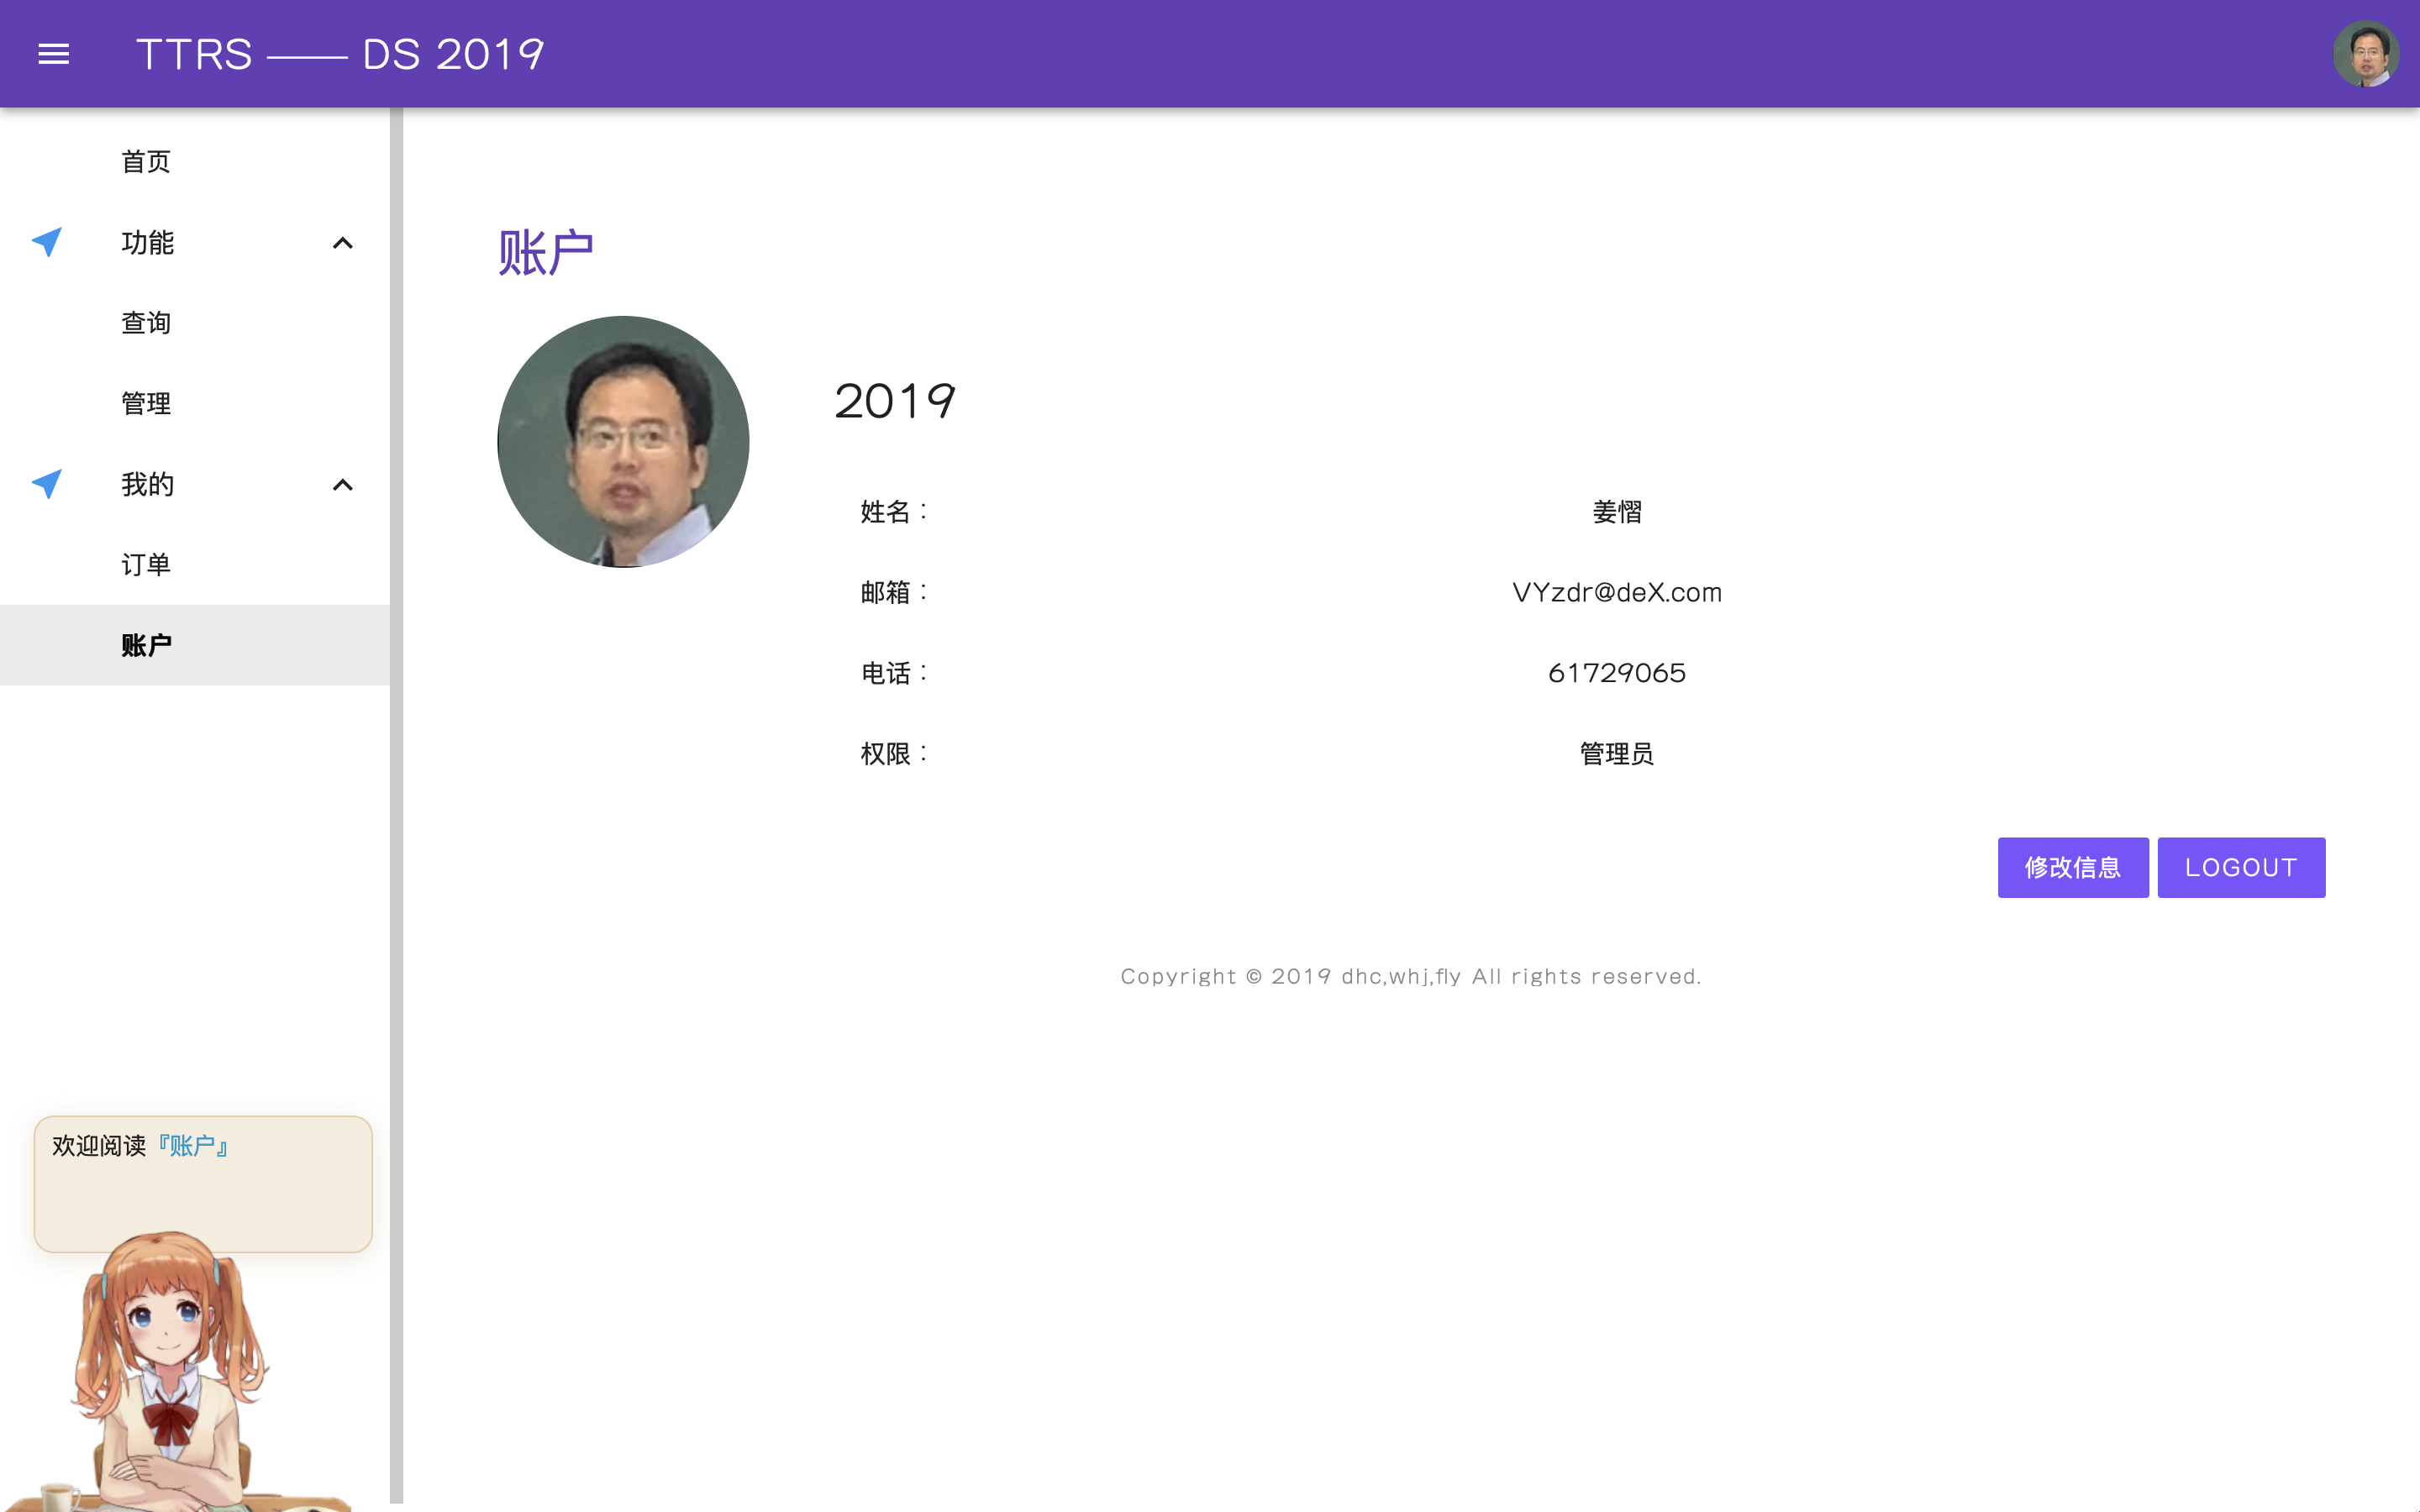 TTRS —— DS 2019
首页
功能
查询
管理
我的
订单
账户
账户
2019
姓名： 姜慴
邮箱： VYzdr@deX.com
电话： 61729065
权限： 管理员
修改信息 LOGOUT
Copyright © 2019 dhc,whj,fly All rights reserved.
欢迎阅读『账户』